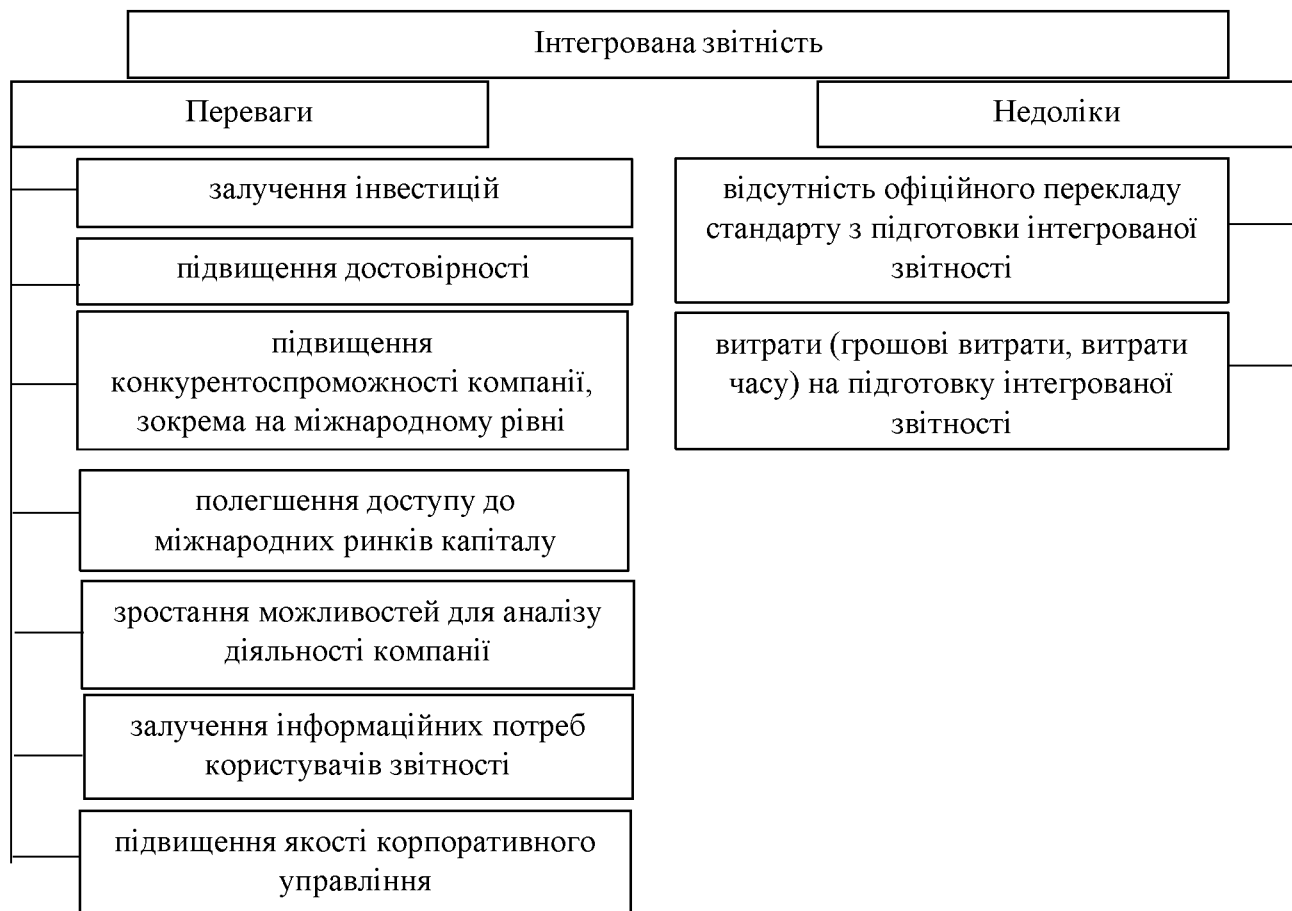 Інтегрована звітність
Переваги
Недоліки
залучення інвестицій
підвищення достовірності
підвищення
конкурентоспроможності компанії,
зокрема на міжнародному рівні
полегшення доступу до
міжнародних ринків капіталу
зростання можливостей для аналізу
діяльності компанії
залучення інформаційних потреб
користувачів звітності
підвищення якості корпоративного
управління
відсутність офіційного перекладу
стандарту з підготовки інтегрованої
звітності
витрати (грошові витрати, витрати
часу) на підготовку інтегрованої
звітності